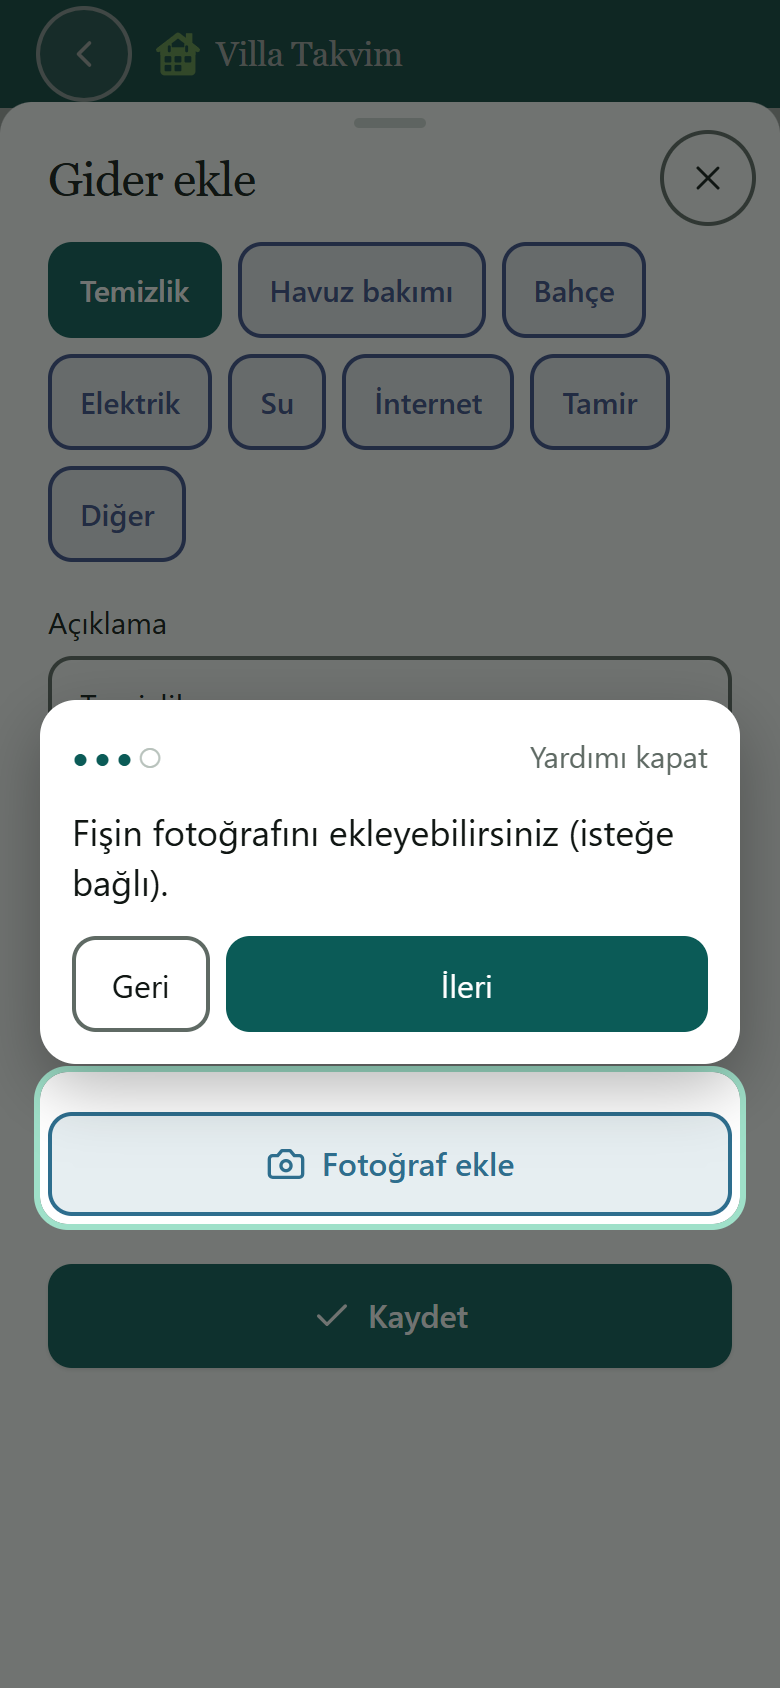 Villa Takvim
Gider ekle
Temizlik
Havuz bakımı
Bahçe
Elektrik
Su
İnternet
Tamir
Diğer
Açıklama
Yardımı kapat
Fişin fotoğrafını ekleyebilirsiniz (isteğe
bağlı).
Geri
İleri
Fotoğraf ekle
Kaydet